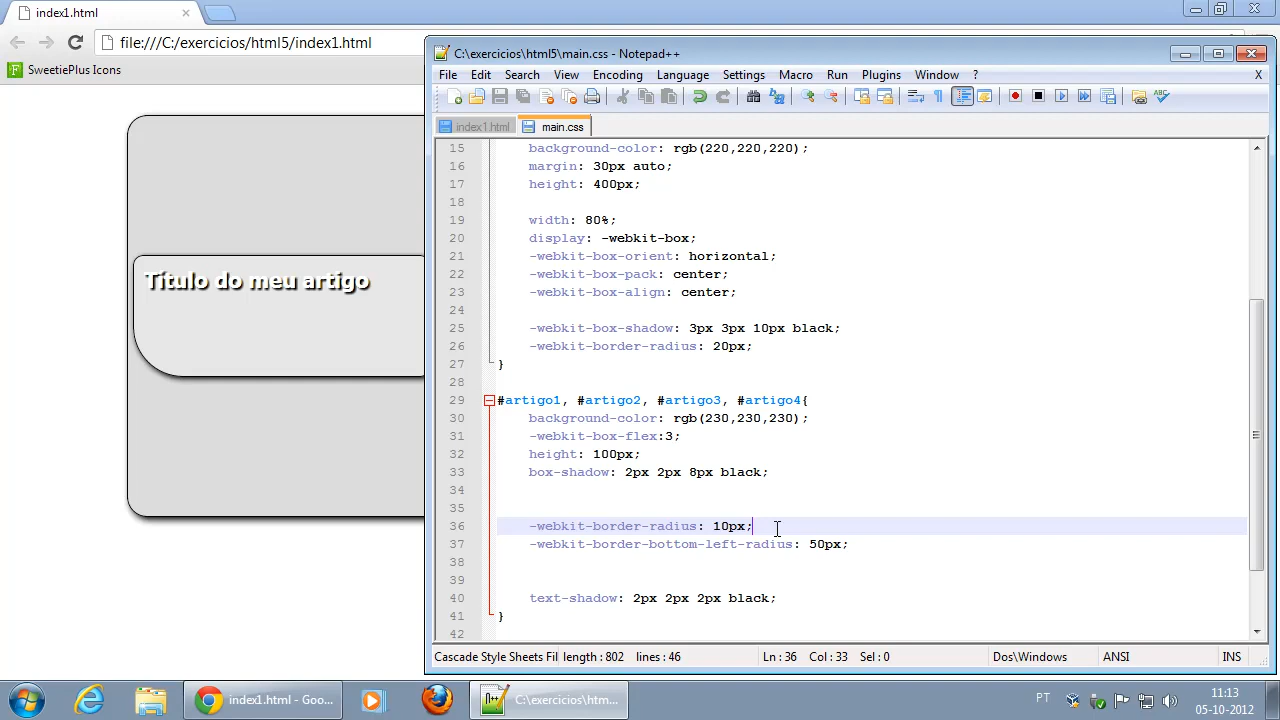 index1.html
file:///C:/exercicios/html5/index1.html
SweetiePlus Icons
Titulo do meu artigo
C:\exercicios\html5\main.css - Notepad++
File Edit Search View Encoding Language Settings Macro Run Plugins Window ? X
index1.html main.css
15 background-color: rgb(220,220,220);
16 margin: 30px auto;
17 height: 400px;
18
19 width: 80%;
20 display: -webkit-box;
21 -webkit-box-orient: horizontal;
22 -webkit-box-pack: center;
23 -webkit-box-align: center;
24
25 -webkit-box-shadow: 3px 3px 10px black;
26 -webkit-border-radius: 20px;
27 }
28
29 #artigo1, #artigo2, #artigo3, #artigo4{
30 background-color: rgb(230,230,230);
31 -webkit-box-flex:3;
32 height: 100px;
33 box-shadow: 2px 2px 8px black;
34
35
36 -webkit-border-radius: 10px;
37 -webkit-border-bottom-left-radius: 50px;
38
39
40 text-shadow: 2px 2px 2px black;
41 }
42
Cascade Style Sheets Fil length : 802 lines : 46 Ln : 36 Col : 33 Sel : 0 Dos\Windows ANSI INS
index1.html - Goo...
C:\exercicios\htm...
PT
11:13
05-10-2012